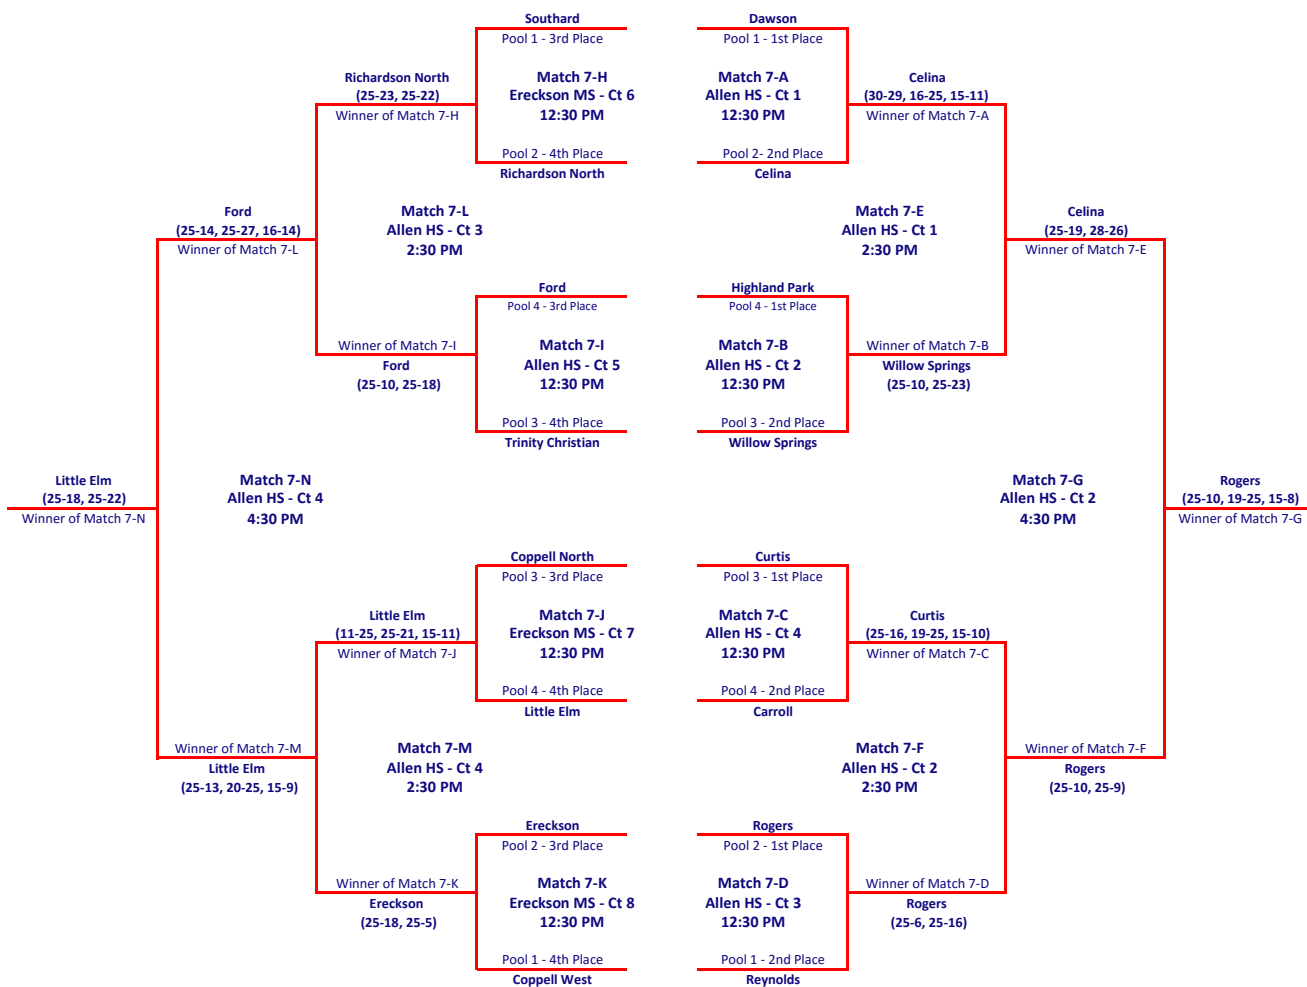 Southard
Pool 1 - 3rd Place
Match 7-H
Ereckson MS - Ct 6
12:30 PM
Pool 2 - 4th Place
Richardson North
Richardson North
(25-23, 25-22)
Winner of Match 7-H
Ford
(25-14, 25-27, 16-14)
Winner of Match 7-L
Match 7-L
Allen HS - Ct 3
2:30 PM
Ford
Pool 4 - 3rd Place
Match 7-I
Allen HS - Ct 5
12:30 PM
Pool 3 - 4th Place
Trinity Christian
Winner of Match 7-I
Ford
(25-10, 25-18)
Little Elm
(25-18, 25-22)
Winner of Match 7-N
Match 7-N
Allen HS - Ct 4
4:30 PM
Coppell North
Pool 3 - 3rd Place
Match 7-J
Ereckson MS - Ct 7
12:30 PM
Pool 4 - 4th Place
Little Elm
Little Elm
(11-25, 25-21, 15-11)
Winner of Match 7-J
Winner of Match 7-M
Little Elm
(25-13, 20-25, 15-9)
Match 7-M
Allen HS - Ct 4
2:30 PM
Ereckson
Pool 2 - 3rd Place
Match 7-K
Ereckson MS - Ct 8
12:30 PM
Pool 1 - 4th Place
Coppell West
Winner of Match 7-K
Ereckson
(25-18, 25-5)
Dawson
Pool 1 - 1st Place
Match 7-A
Allen HS - Ct 1
12:30 PM
Pool 2- 2nd Place
Celina
Celina
(30-29, 16-25, 15-11)
Winner of Match 7-A
Match 7-E
Allen HS - Ct 1
2:30 PM
Celina
(25-19, 28-26)
Winner of Match 7-E
Highland Park
Pool 4 - 1st Place
Match 7-B
Allen HS - Ct 2
12:30 PM
Pool 3 - 2nd Place
Willow Springs
Winner of Match 7-B
Willow Springs
(25-10, 25-23)
Match 7-G
Allen HS - Ct 2
4:30 PM
Rogers
(25-10, 19-25, 15-8)
Winner of Match 7-G
Curtis
Pool 3 - 1st Place
Match 7-C
Allen HS - Ct 4
12:30 PM
Pool 4 - 2nd Place
Carroll
Curtis
(25-16, 19-25, 15-10)
Winner of Match 7-C
Match 7-F
Allen HS - Ct 2
2:30 PM
Winner of Match 7-F
Rogers
(25-10, 25-9)
Rogers
Pool 2 - 1st Place
Match 7-D
Allen HS - Ct 3
12:30 PM
Pool 1 - 2nd Place
Reynolds
Winner of Match 7-D
Rogers
(25-6, 25-16)